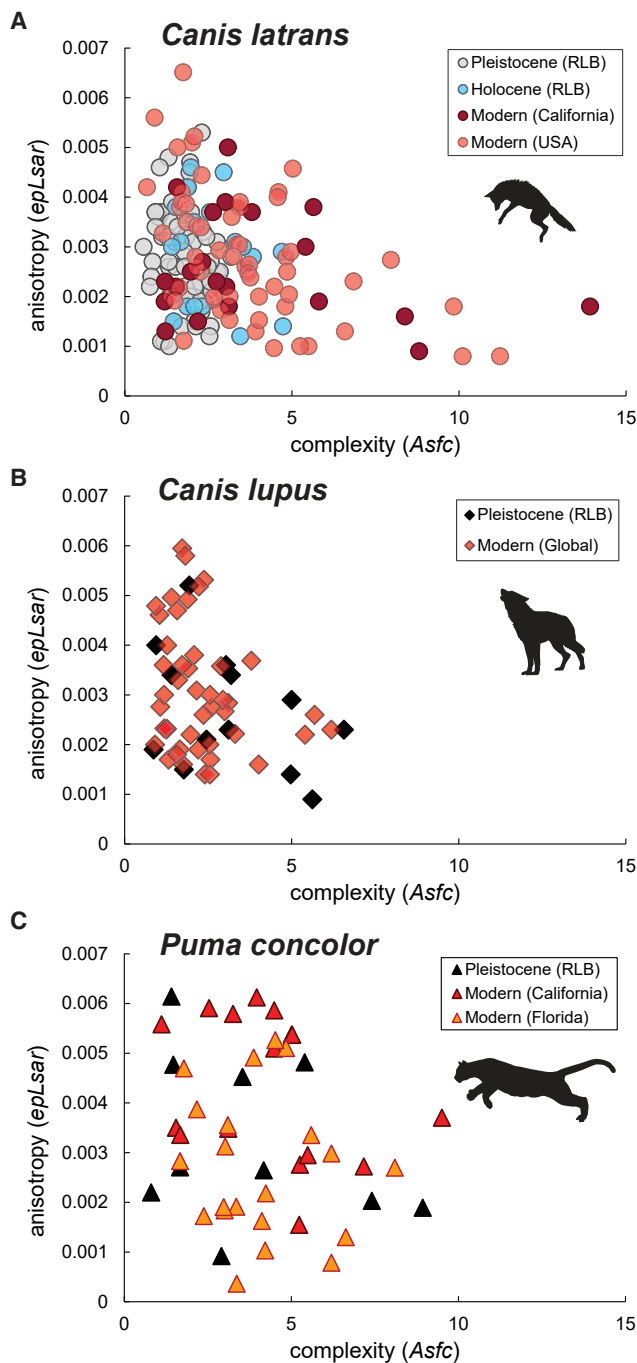 A
Canis latrans
0.007
0.006
0.005
0.004
0.003
0.002
0.001
0
anisotropy (epLsar)
Pleistocene (RLB)
Holocene (RLB)
Modern (California)
Modern (USA)
0
5
10
15
complexity (Asfc)
B
Canis lupus
0.007
0.006
0.005
0.004
0.003
0.002
0.001
0
anisotropy (epLsar)
Pleistocene (RLB)
Modern (Global)
0
5
10
15
complexity (Asfc)
C
Puma concolor
0.007
0.006
0.005
0.004
0.003
0.002
0.001
0
anisotropy (epLsar)
Pleistocene (RLB)
Modern (California)
Modern (Florida)
0
5
10
15
complexity (Asfc)